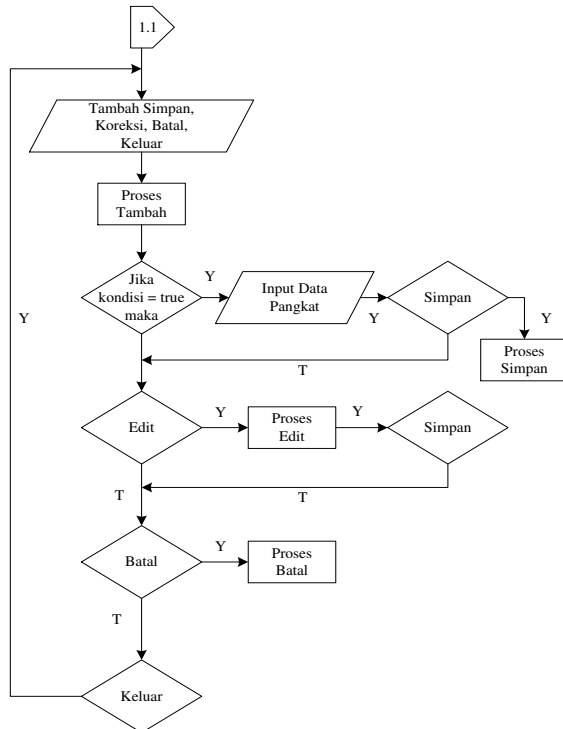 1.1
Tambah Simpan,
Koreksi, Batal,
Keluar
Proses
Tambah
Jika
kondisi = true
maka
Y
Input Data
Pangkat
Y
Simpan
Y
Proses
Simpan
Y
T
Edit
Y
Proses
Edit
Y
Simpan
T
T
Batal
Y
Proses
Batal
T
Keluar